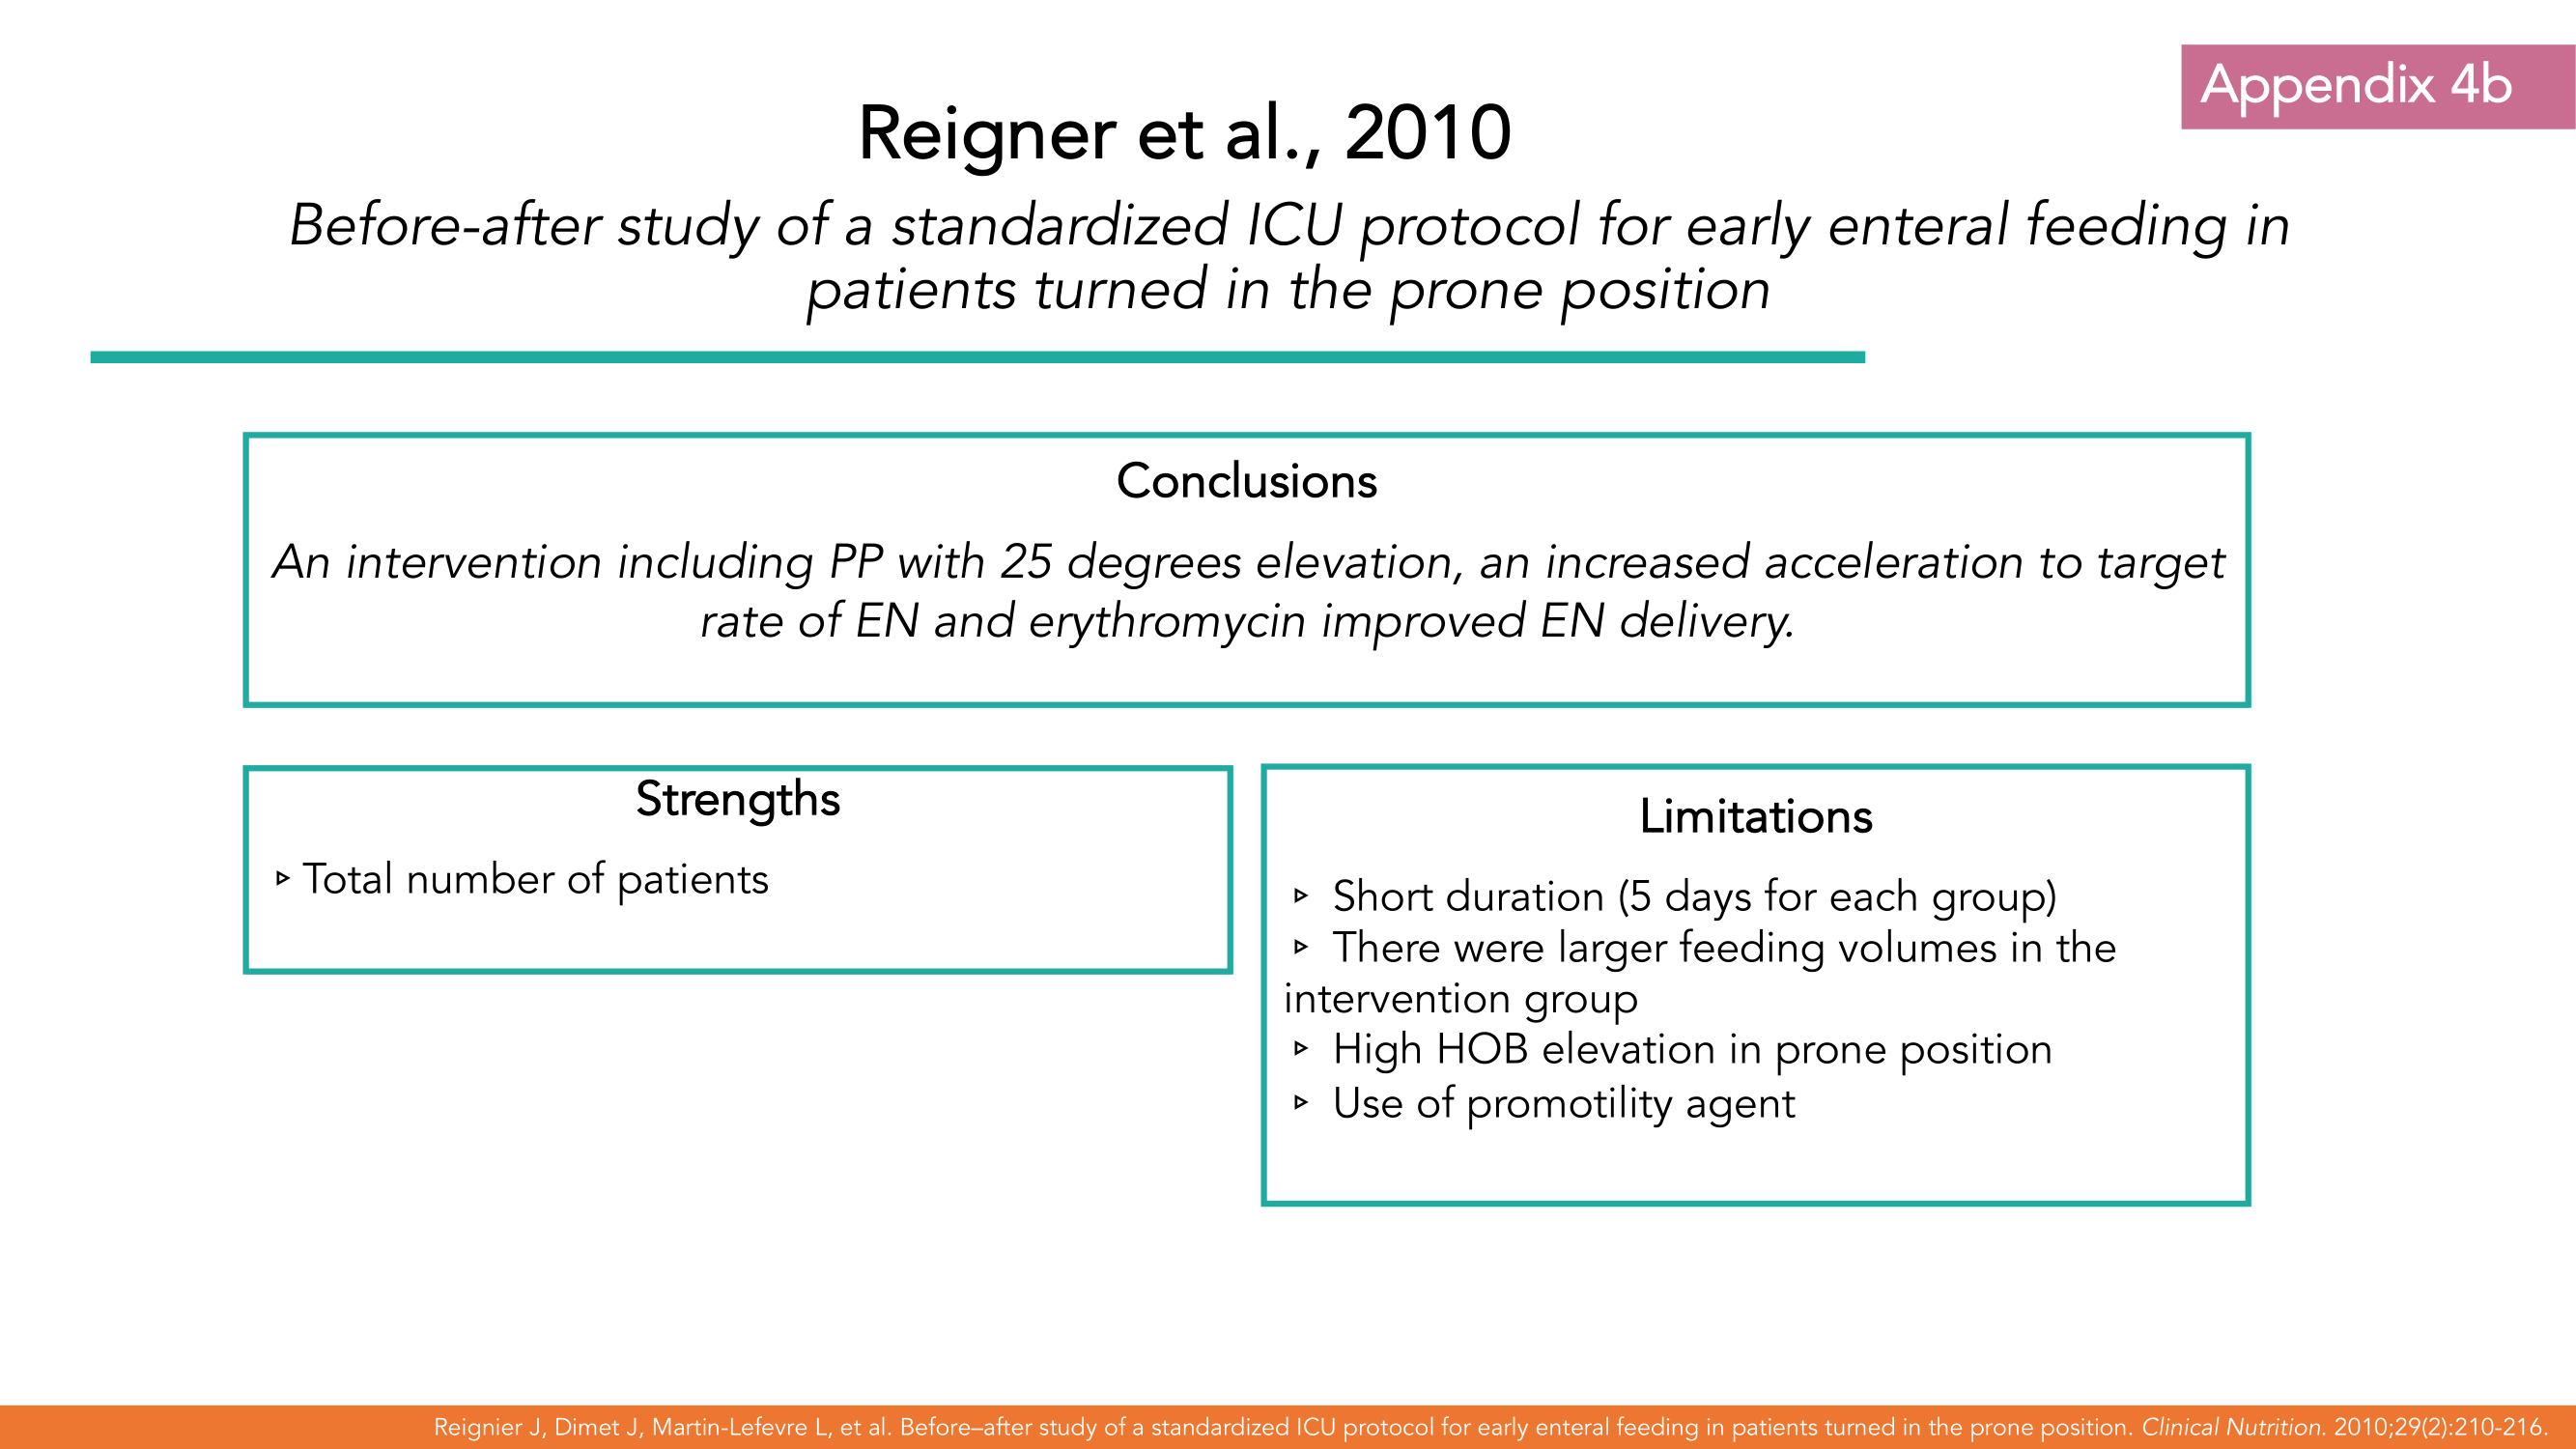 Appendix 4b
Reigner et al., 2010
Before-after study of a standardized ICU protocol for early enteral feeding in
patients turned in the prone position
Conclusions
An intervention including PP with 25 degrees elevation, an increased acceleration to target
rate of EN and erythromycin improved EN delivery.
Strengths
▹ Total number of patients
Limitations
▹ Short duration (5 days for each group)
▹ There were larger feeding volumes in the
intervention group
▹ High HOB elevation in prone position
▹ Use of promotility agent
Reignier J, Dimet J, Martin-Lefevre L, et al. Before–after study of a standardized ICU protocol for early enteral feeding in patients turned in the prone position. Clinical Nutrition. 2010;29(2):210-216.